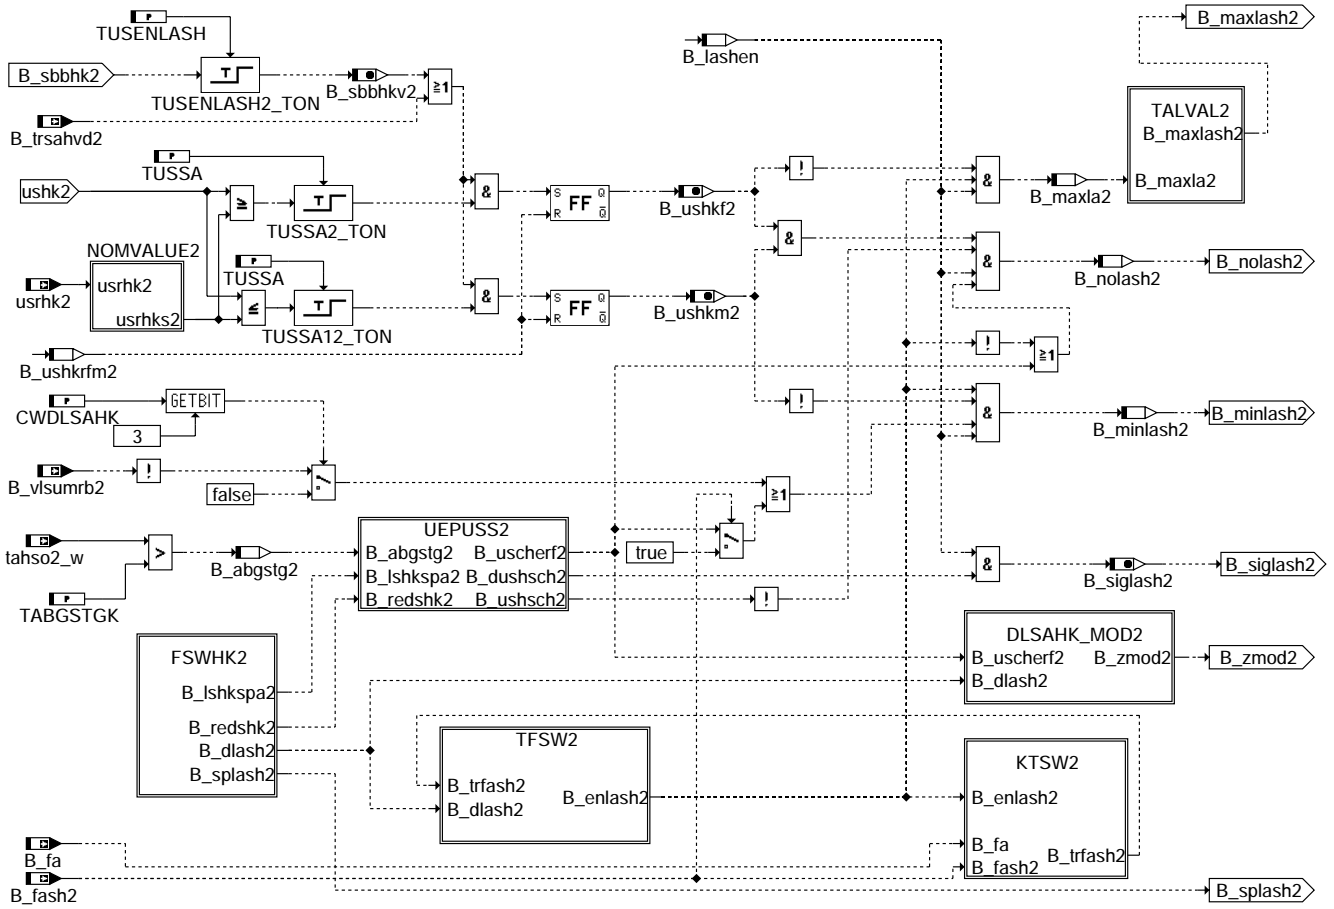 P
TUSENLASH
B_maxlash2
B_lashen
B_sbbhk2
T
TUSENLASH2_TON
B_sbbhkv2
≥1
TALVAL2
B_maxlash2
B_maxla2
B_trsahvd2
P
TUSSA
!
&
B_maxla2
ushk2
≥
T
TUSSA2_TON
&
S Q
FF
R Q
B_ushkf2
NOMVALUE2
usrhk2
usrhks2
usrhk2
P
TUSSA
&
&
B_nolash2
B_nolash2
≤
T
TUSSA12_TON
&
S Q
FF
R Q
B_ushkm2
B_ushkrfm2
!
≥1
P
CWDLSAHK
GETBIT
3
!
&
B_minlash2
B_minlash2
B_vlsumrb2
!
false
≥1
UEPUSS2
B_abgstg2
B_uscherf2
B_lshkspa2
B_dushsch2
B_redshk2
B_ushsch2
true
tahso2_w
>
B_abgstg2
&
B_siglash2
B_siglash2
P
TABGSTGK
!
FSWHK2
B_lshkspa2
B_redshk2
B_dlash2
B_splash2
DLSAHK_MOD2
B_uscherf2
B_zmod2
B_dlash2
B_zmod2
TFSW2
B_trfash2
B_dlash2
B_enlash2
KTSW2
B_enlash2
B_fa
B_trfash2
B_fash2
B_fa
B_fash2
B_splash2